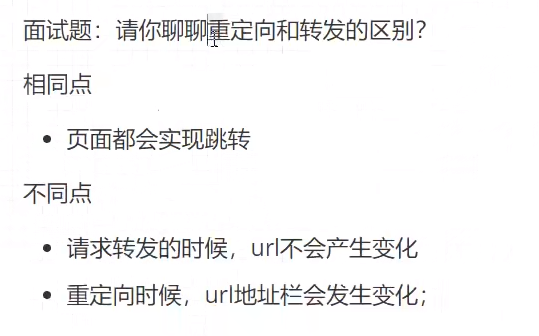 面试题：请你聊聊重定向和转发的区别？
相同点
• 页面都会实现跳转
不同点
• 请求转发的时候，url不会产生变化
• 重定向时候，url地址栏会发生变化；